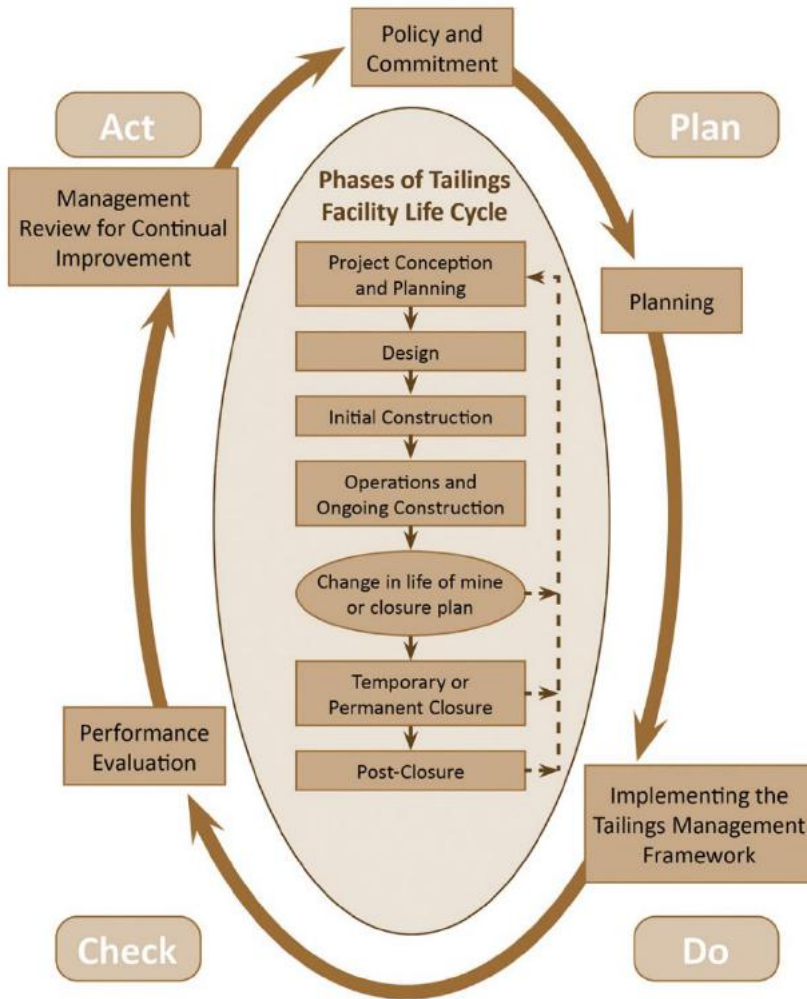 Policy and
Commitment
Act
Plan
Management
Review for Continual
Improvement
Phases of Tailings
Facility Life Cycle
Project Conception
and Planning
Planning
Design
Initial Construction
Operations and
Ongoing Construction
Change in life of mine
or closure plan
Temporary or
Permanent Closure
Post-Closure
Performance
Evaluation
Implementing the
Tailings Management
Framework
Check
Do